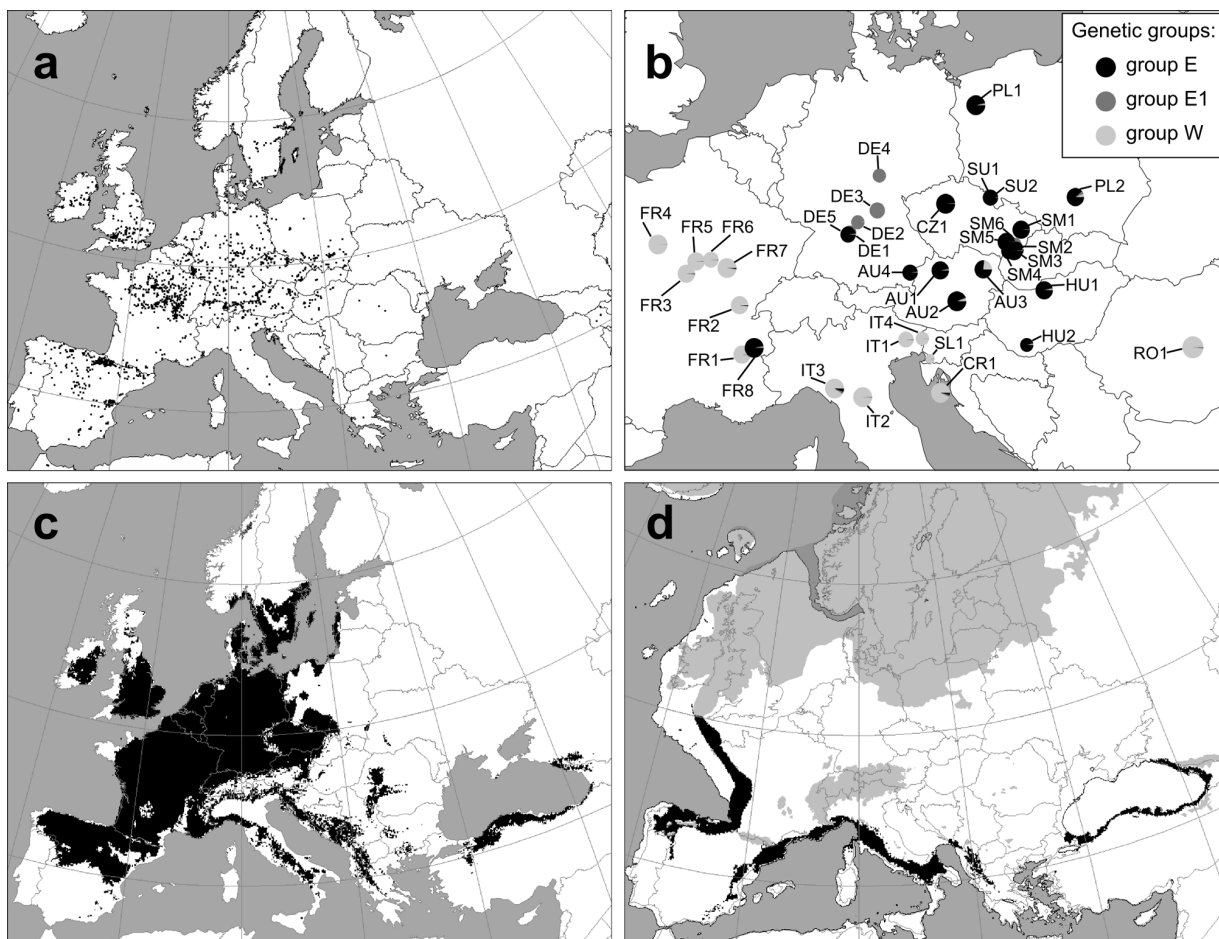 a
b
Genetic groups:
group E
group E1
group W
PL1
DE4
SU1
SU2
PL2
DE3
CZ1
SM6
SM1
FR4
FR5
FR6
DE5
DE2
SM5
SM2
FR7
DE1
SM3
FR3
AU4
SM4
AU1
AU3
HU1
FR2
AU2
IT4
IT1
SL1
HU2
RO1
FR1
IT3
CR1
FR8
IT2
c
d